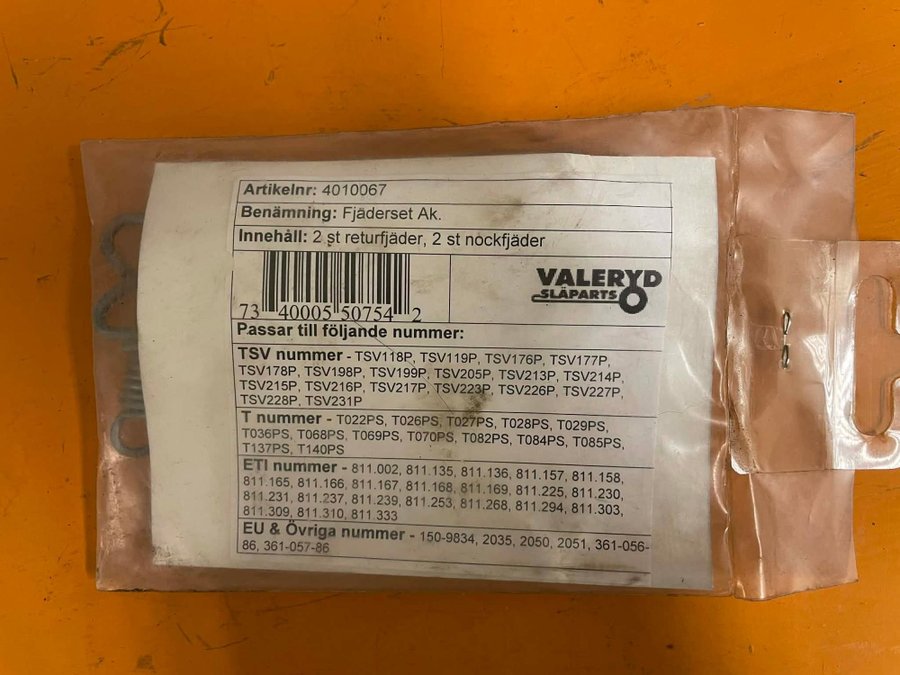 Artikelnr: 4010067
Benämning: Fjäderset Ak.
Innehåll: 2 st returfjäder, 2 st nockfjäder
7 340005 507542
VALERYD
SLÄPARTS
Passar till följande nummer:
TSV nummer - TSV118P, TSV119P, TSV176P, TSV177P,
TSV178P, TSV198P, TSV199P, TSV205P, TSV213P, TSV214P,
TSV215P, TSV216P, TSV217P, TSV223P, TSV226P, TSV227P,
TSV228P, TSV231P
T nummer - T022PS, T026PS, T027PS, T028PS, T029PS,
T036PS, T068PS, T069PS, T070PS, T082PS, T084PS, T085PS,
T137PS, T140PS
ETI nummer - 811.002, 811.135, 811.136, 811.157, 811.158,
811.165, 811.166, 811.167, 811.168, 811.169, 811.225, 811.230,
811.231, 811.237, 811.239, 811.253, 811.268, 811.294, 811.303,
811.309, 811.310, 811.333
EU & Övriga nummer - 150-9834, 2035, 2050, 2051, 361-056-
86, 361-057-86